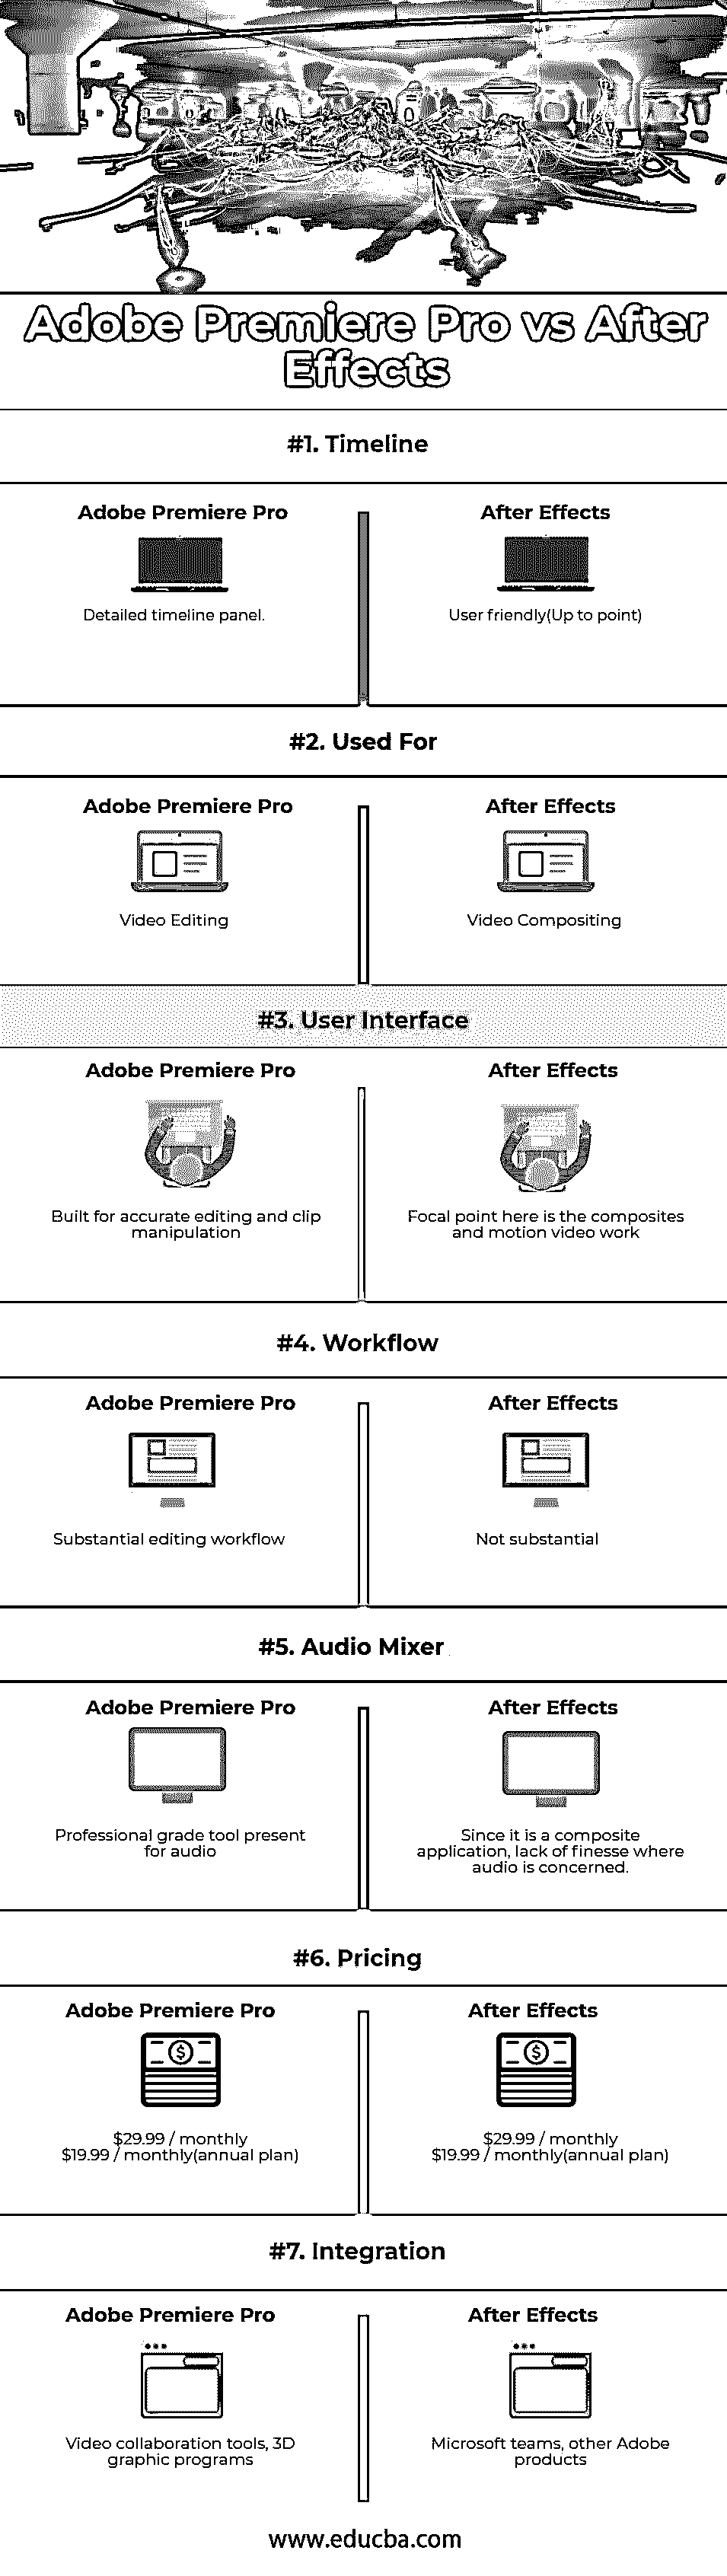 Adobe Premiere Pro vs After
Effects
#1. Timeline
Adobe Premiere Pro
Detailed timeline panel.
After Effects
User friendly(Up to point)
#2. Used For
Adobe Premiere Pro
Video Editing
After Effects
Video Compositing
#3. User Interface
Adobe Premiere Pro
Built for accurate editing and clip
manipulation
After Effects
Focal point here is the composites
and motion video work
#4. Workflow
Adobe Premiere Pro
Substantial editing workflow
After Effects
Not substantial
#5. Audio Mixer
Adobe Premiere Pro
Professional grade tool present
for audio
After Effects
Since it is a composite
application, lack of finesse where
audio is concerned.
#6. Pricing
Adobe Premiere Pro
$29.99 / monthly
$19.99 / monthly(annual plan)
After Effects
$29.99 / monthly
$19.99 / monthly(annual plan)
#7. Integration
Adobe Premiere Pro
Video collaboration tools, 3D
graphic programs
After Effects
Microsoft teams, other Adobe
products
www.educba.com